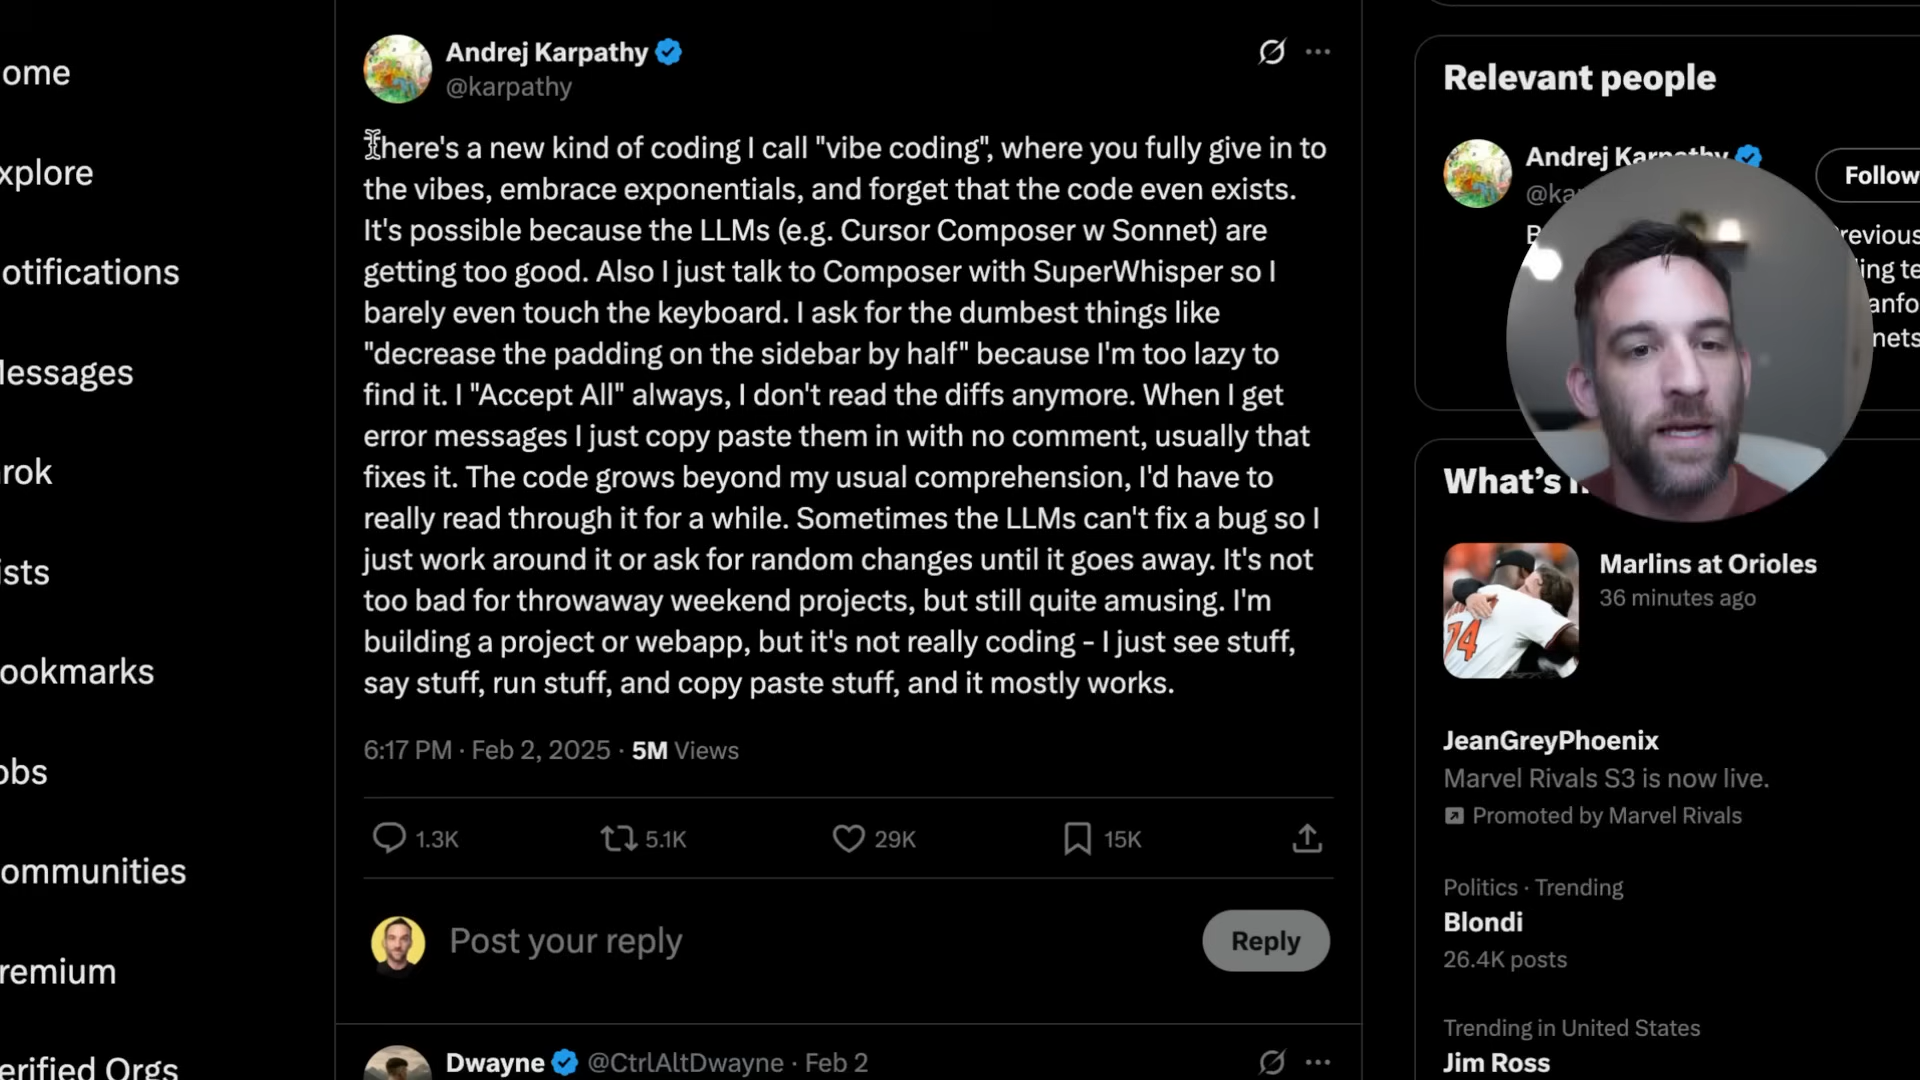 ome
xplore
otifications
essages
rok
ists
ookmarks
obs
ommunities
remium
erified Orgs
Andrej Karpathy
@karpathy
There's a new kind of coding I call "vibe coding", where you fully give in to
the vibes, embrace exponentials, and forget that the code even exists.
It's possible because the LLMs (e.g. Cursor Composer w Sonnet) are
getting too good. Also I just talk to Composer with SuperWhisper so I
barely even touch the keyboard. I ask for the dumbest things like
"decrease the padding on the sidebar by half" because I'm too lazy to
find it. I "Accept All" always, I don't read the diffs anymore. When I get
error messages I just copy paste them in with no comment, usually that
fixes it. The code grows beyond my usual comprehension, I'd have to
really read through it for a while. Sometimes the LLMs can't fix a bug so I
just work around it or ask for random changes until it goes away. It's not
too bad for throwaway weekend projects, but still quite amusing. I'm
building a project or webapp, but it's not really coding - I just see stuff,
say stuff, run stuff, and copy paste stuff, and it mostly works.
6:17 PM · Feb 2, 2025 · 5M Views
1.3K 5.1K 29K 15K
Post your reply
Reply
Dwayne @CtrlAltDwayne · Feb 2
Relevant people
Andrej Karpathy
@ka
Follow
revious
ing te
anfo
nets
What's
Marlins at Orioles
36 minutes ago
74
JeanGreyPhoenix
Marvel Rivals S3 is now live.
Promoted by Marvel Rivals
Politics · Trending
Blondi
26.4K posts
Trending in United States
Jim Ross